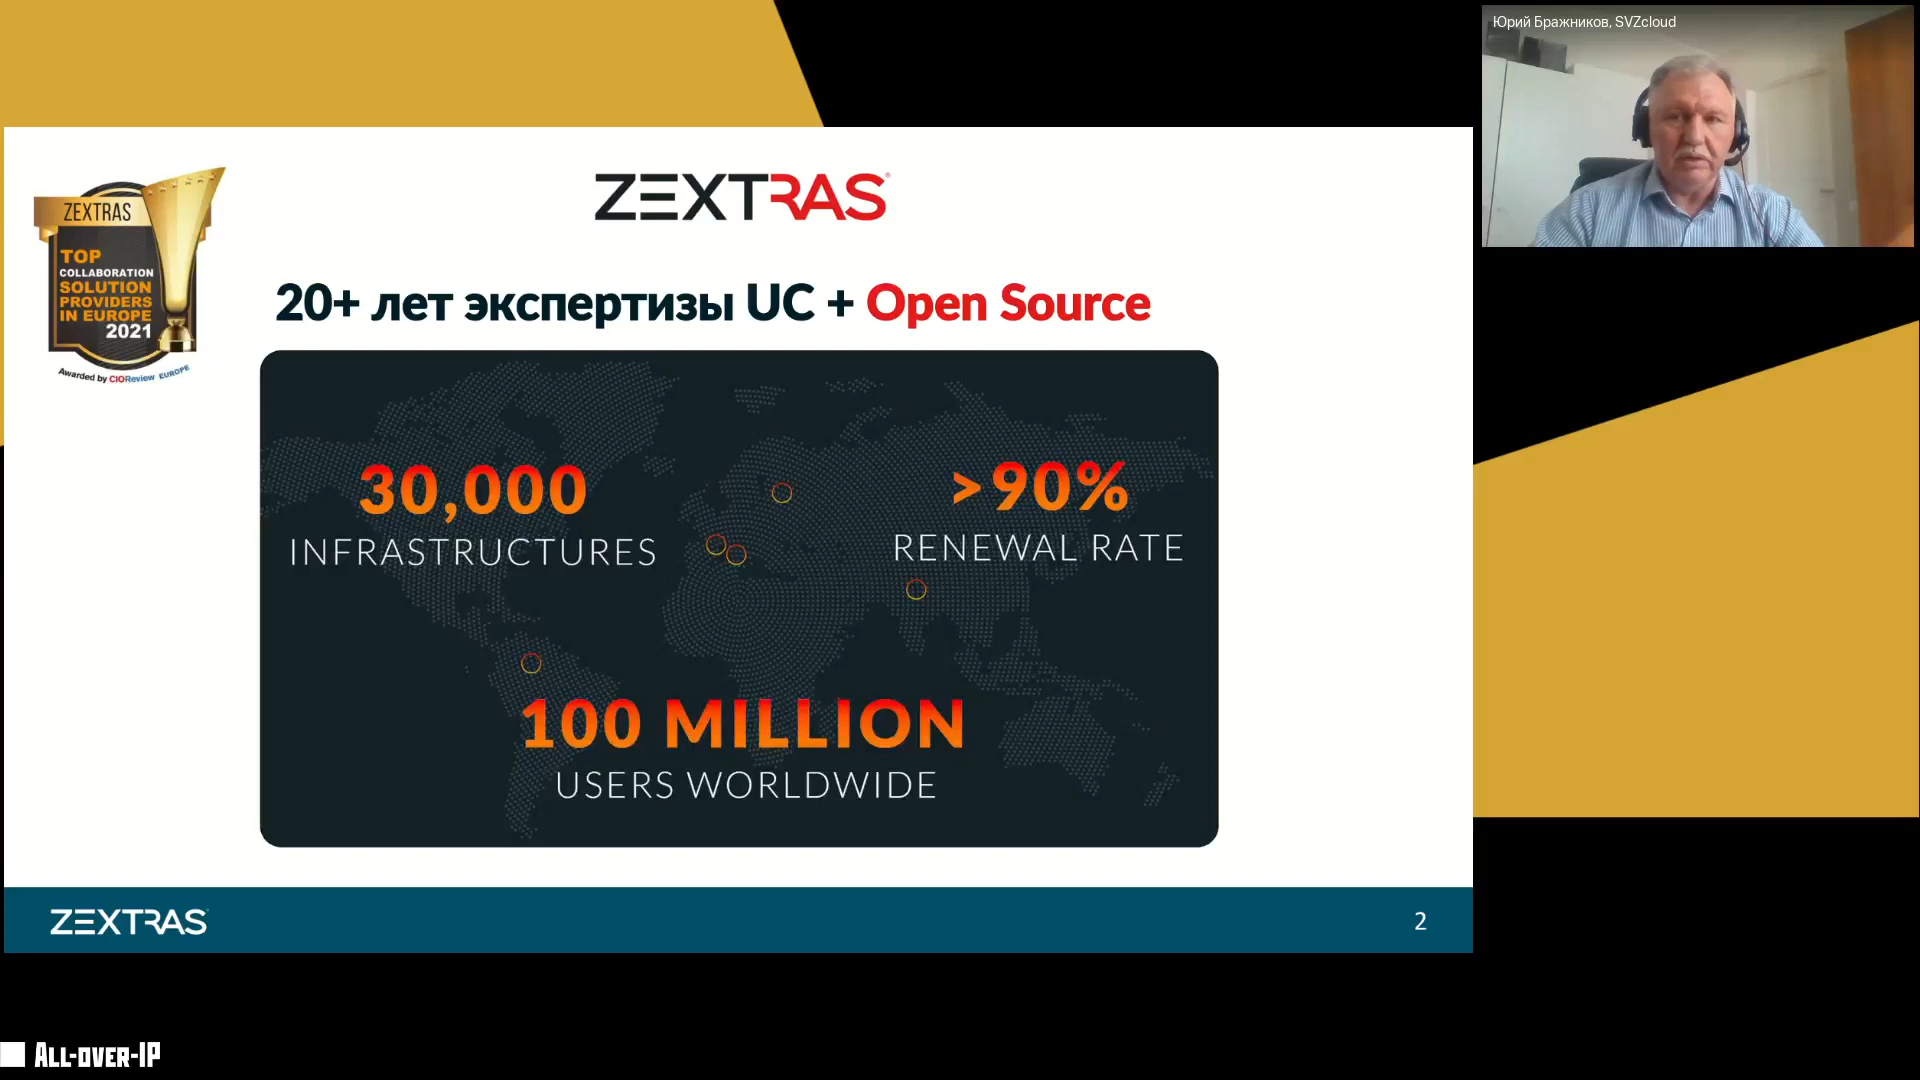 Юрий Бражников, SVZcloud
ZEXTRAS
ZEXTRAS
TOP
COLLABORATION
SOLUTION
PROVIDERS
IN EUROPE
2021
Awarded by CIOReview EUROPE
20+ лет экспертизы UC + Open Source
30,000
INFRASTRUCTURES
>90%
RENEWAL RATE
100 MILLION
USERS WORLDWIDE
ZEXTRAS
2
ALL-OVER-IP